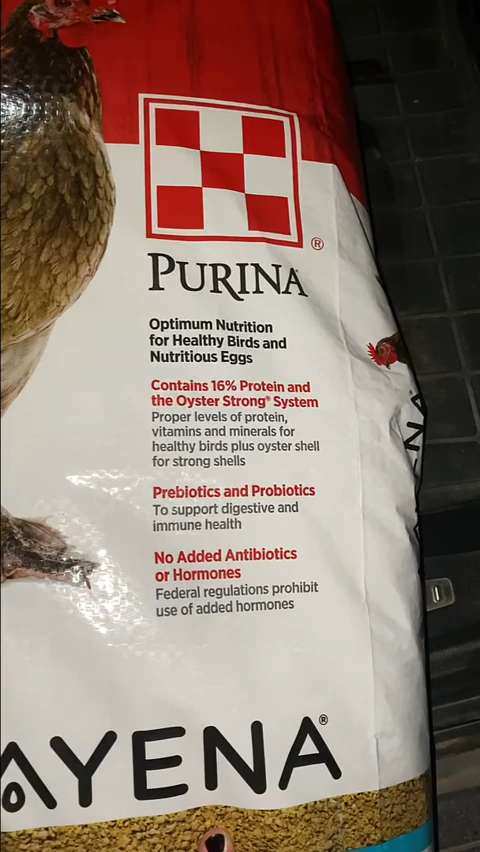 ®
PURINA
Optimum Nutrition
for Healthy Birds and
Nutritious Eggs
Contains 16% Protein and
the Oyster Strong® System
Proper levels of protein,
vitamins and minerals for
healthy birds plus oyster shell
for strong shells
Prebiotics and Probiotics
To support digestive and
immune health
No Added Antibiotics
or Hormones
Federal regulations prohibit
use of added hormones
AYENA®